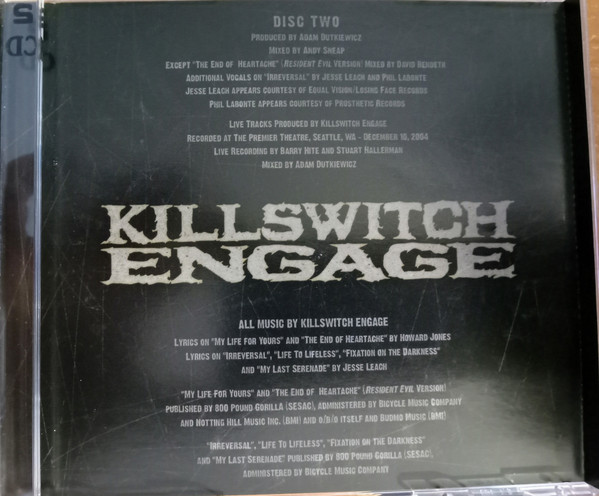 2
CD
DISC TWO
PRODUCED BY ADAM DUTKIEWICZ
MIXED BY ANDY SNEAP
EXCEPT "THE END OF HEARTACHE" (RESIDENT EVIL VERSION) MIXED BY DAVID BENDETH
ADDITIONAL VOCALS ON "IRREVERSAL" BY JESSE LEACH AND PHIL LABONTE
JESSE LEACH APPEARS COURTESY OF EQUAL VISION/LOSING FACE RECORDS
PHIL LABONTE APPEARS COURTESY OF PROSTHETIC RECORDS
LIVE TRACKS PRODUCED BY KILLSWITCH ENGAGE
RECORDED AT THE PREMIER THEATRE, SEATTLE, WA - DECEMBER 16, 2004
LIVE RECORDING BY BARRY HITE AND STUART HALLERMAN
MIXED BY ADAM DUTKIEWICZ
KILLSWITCH
ENGAGE
ALL MUSIC BY KILLSWITCH ENGAGE
LYRICS ON "MY LIFE FOR YOURS" AND "THE END OF HEARTACHE" BY HOWARD JONES
LYRICS ON "IRREVERSAL", "LIFE TO LIFELESS", "FIXATION ON THE DARKNESS"
AND "MY LAST SERENADE" BY JESSE LEACH
"MY LIFE FOR YOURS" AND "THE END OF HEARTACHE" (RESIDENT EVIL VERSION)
PUBLISHED BY 800 POUND GORILLA (SESAC), ADMINISTERED BY BICYCLE MUSIC COMPANY
AND NOTTING HILL MUSIC INC. (BMI) AND O/B/O ITSELF AND BUDMO MUSIC (BMI)
"IRREVERSAL", "LIFE TO LIFELESS", "FIXATION ON THE DARKNESS"
AND "MY LAST SERENADE" PUBLISHED BY 800 POUND GORILLA (SESAC),
ADMINISTERED BY BICYCLE MUSIC COMPANY